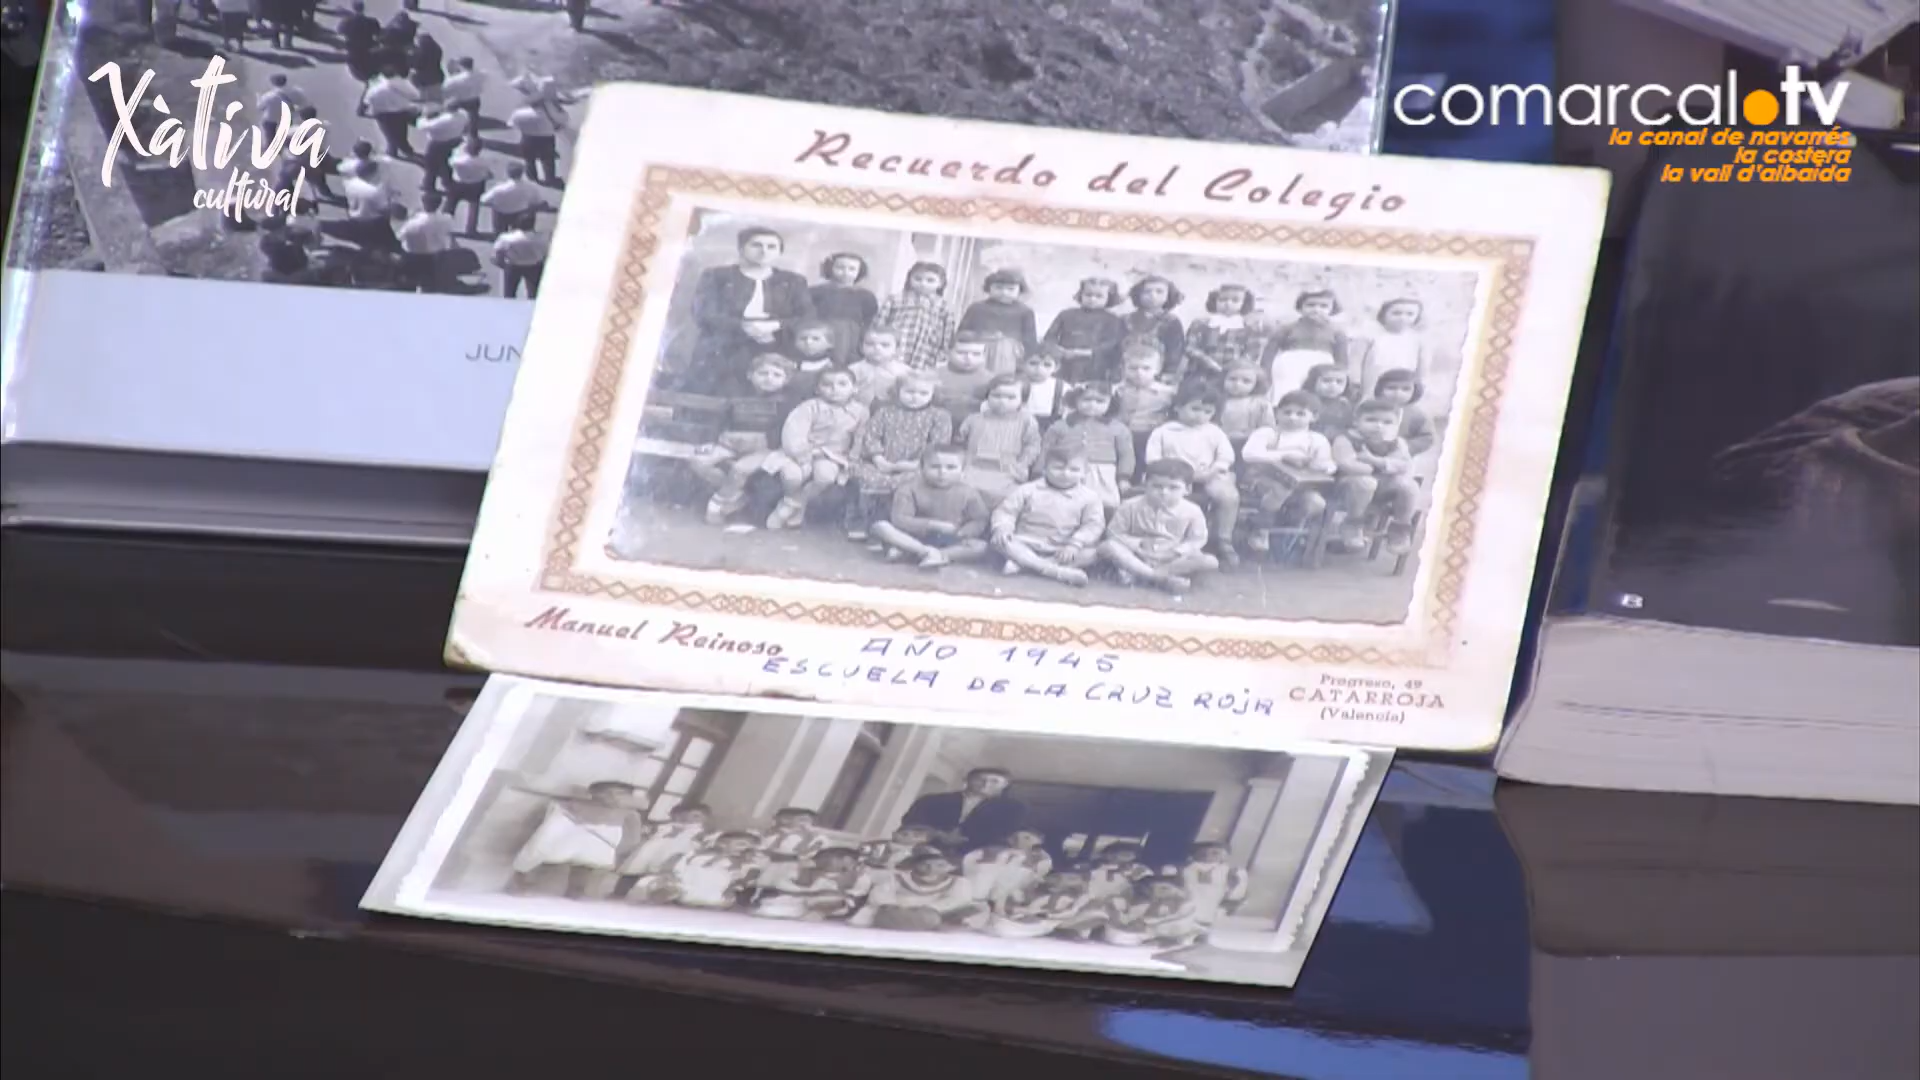 Xàtiva
cultural
comarcal.tv
la canal de navarrés
la costera
la vall d'albaida
Recuerdo del Colegio
JUN
Manuel Reinoso
AÑO 1945
ESCUELA DE LA CRUZ ROJA
Progreso, 49
CATARROJA
(Valencia)
B